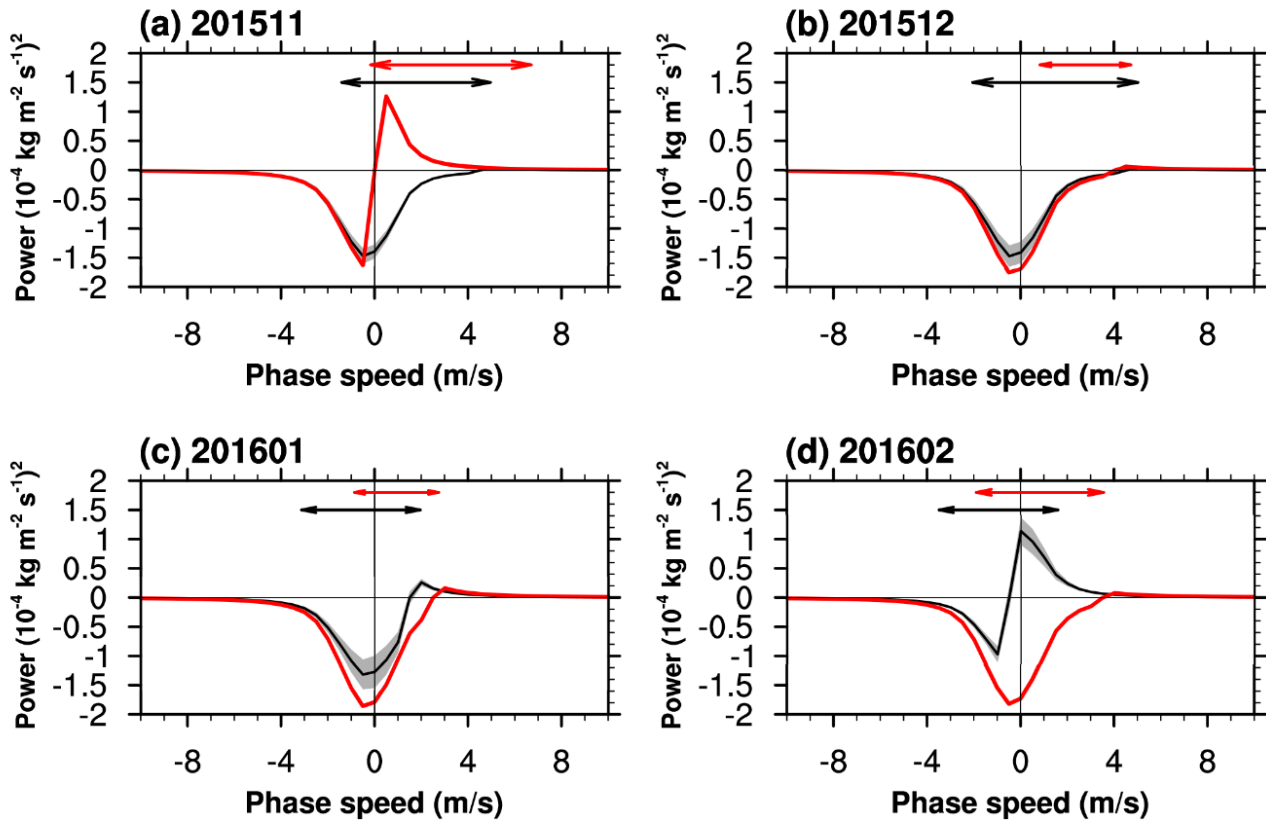 (a) 201511
Power (10⁻⁴ kg m⁻² s⁻¹)²
2
1.5
1
0.5
0
-0.5
-1
-1.5
-2
-8 -4 0 4 8
Phase speed (m/s)
(b) 201512
Power (10⁻⁴ kg m⁻² s⁻¹)²
2
1.5
1
0.5
0
-0.5
-1
-1.5
-2
-8 -4 0 4 8
Phase speed (m/s)
(c) 201601
Power (10⁻⁴ kg m⁻² s⁻¹)²
2
1.5
1
0.5
0
-0.5
-1
-1.5
-2
-8 -4 0 4 8
Phase speed (m/s)
(d) 201602
Power (10⁻⁴ kg m⁻² s⁻¹)²
2
1.5
1
0.5
0
-0.5
-1
-1.5
-2
-8 -4 0 4 8
Phase speed (m/s)